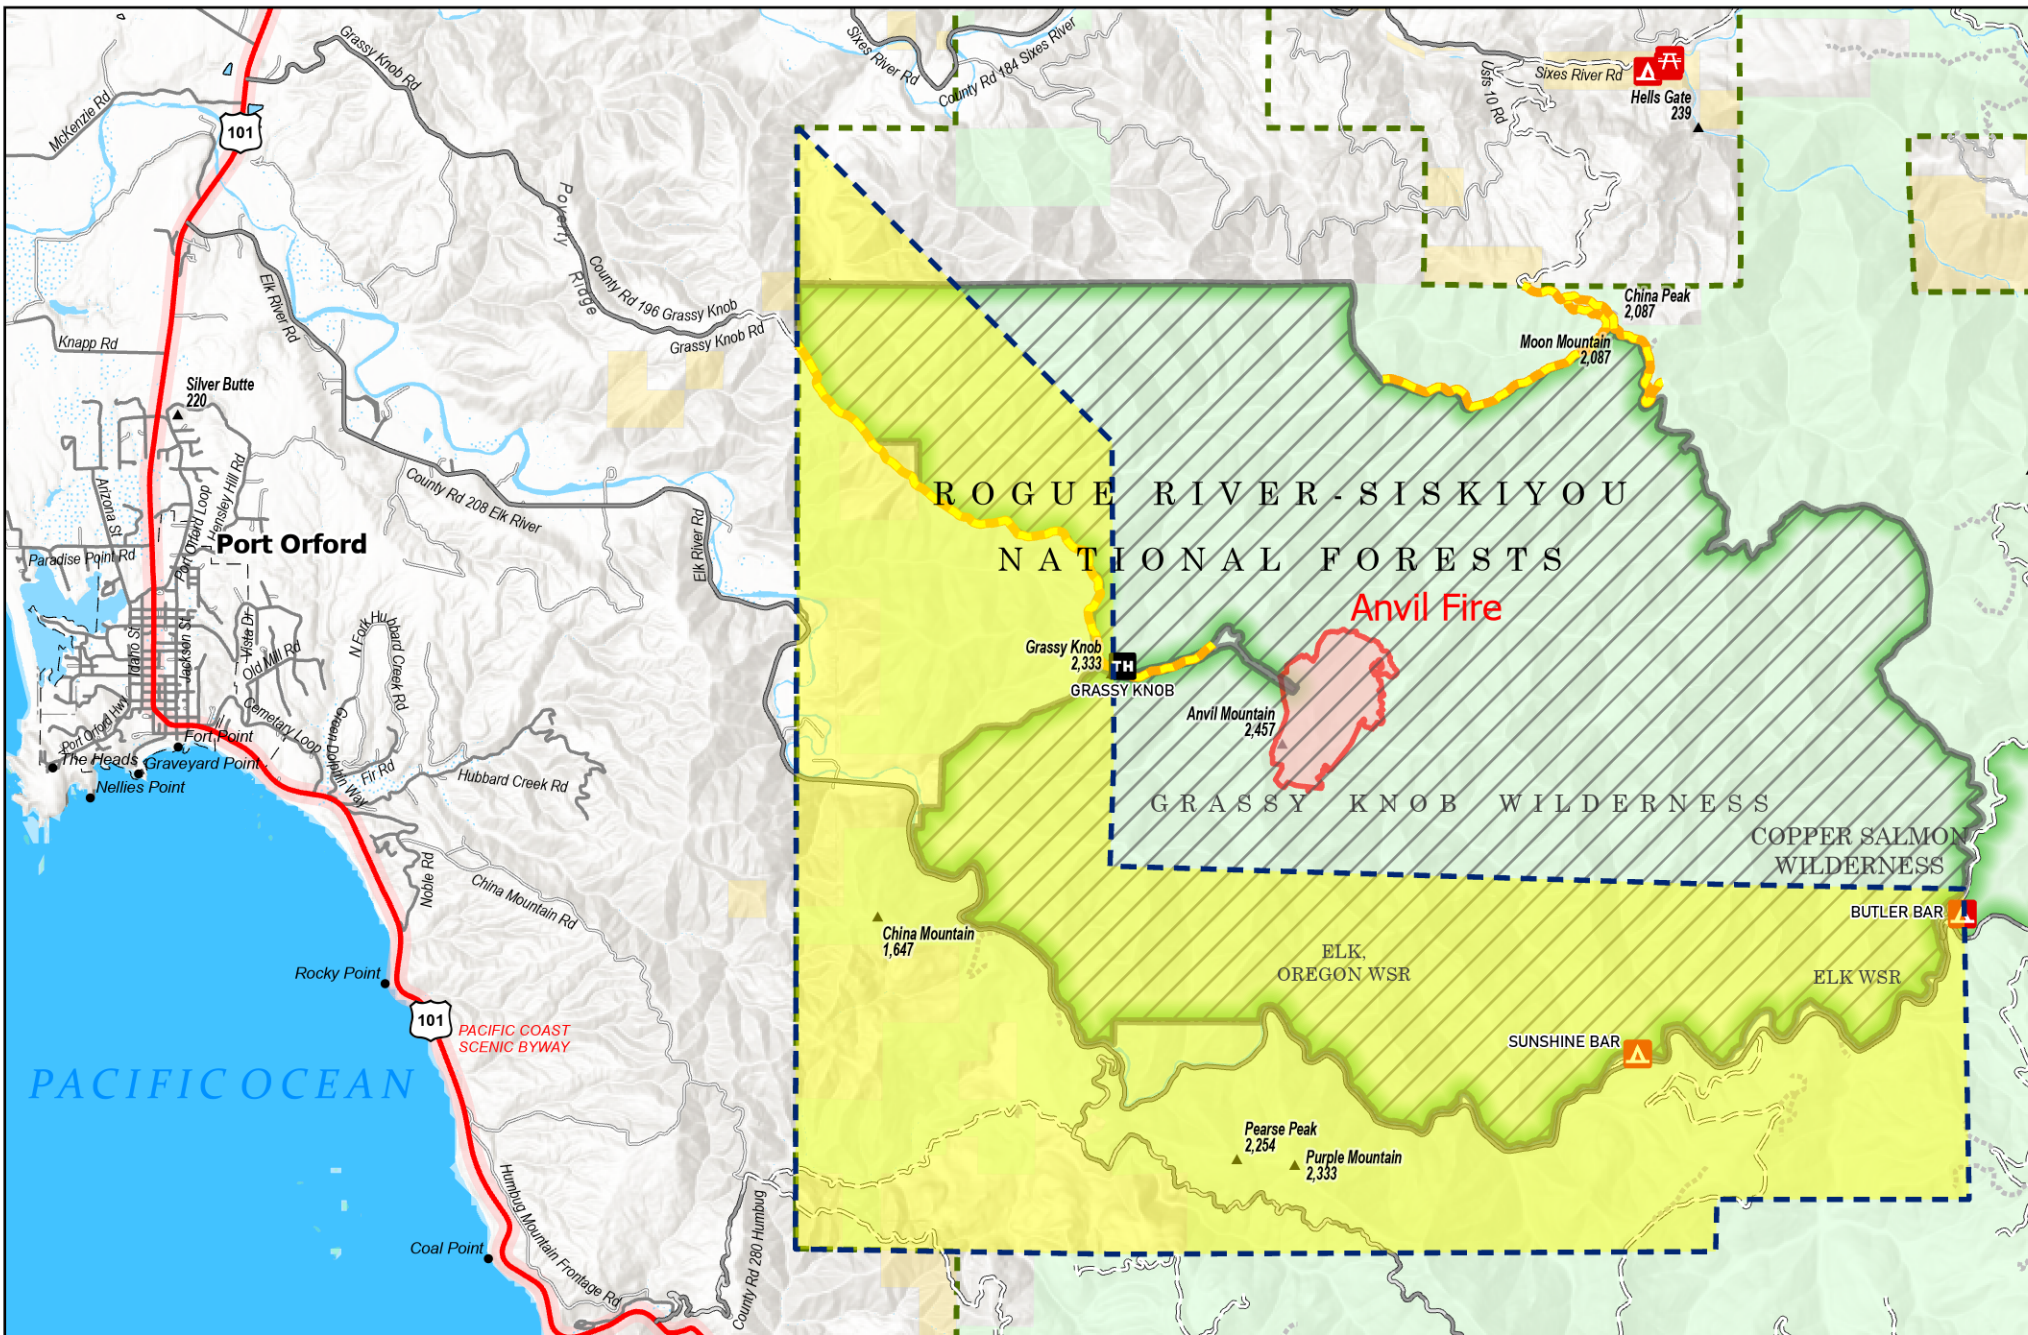 Grassy Knob Rd
McKenzie Rd
101
Sixes River Rd
County Rd 184 Sixes River
Usfs 10 Rd
Sixes River Rd
Hells Gate
239
Poverty
Ridge
Elk River Rd
County Rd 196 Grassy Knob
Grassy Knob Rd
China Peak
2,087
Moon Mountain
2,087
Knapp Rd
Silver Butte
220
Arizona St
Port Orford Loop
Hensley Hill Rd
County Rd 208 Elk River
Elk River Rd
ROGUE RIVER-SISKIYOU
NATIONAL FORESTS
Port Orford
Paradise Point Rd
Anvil Fire
Idaho St
Jackson St
Vista Dr
Old Mill Rd
N Fork Hubbard Creek Rd
Grassy Knob
2,333
TH
GRASSY KNOB
Anvil Mountain
2,457
Port Orford Hwy
Cemetary Loop
Green Dolphin Way
Fir Rd
Hubbard Creek Rd
Fort Point
The Heads
Graveyard Point
Nellies Point
GRASSY KNOB WILDERNESS
COPPER SALMON
WILDERNESS
Noble Rd
China Mountain Rd
BUTLER BAR
China Mountain
1,647
ELK,
OREGON WSR
ELK WSR
Rocky Point
101
PACIFIC COAST
SCENIC BYWAY
SUNSHINE BAR
PACIFIC OCEAN
Pearse Peak
2,254
Purple Mountain
2,333
Humbug Mountain Frontage Rd
County Rd 280 Humbug
Coal Point